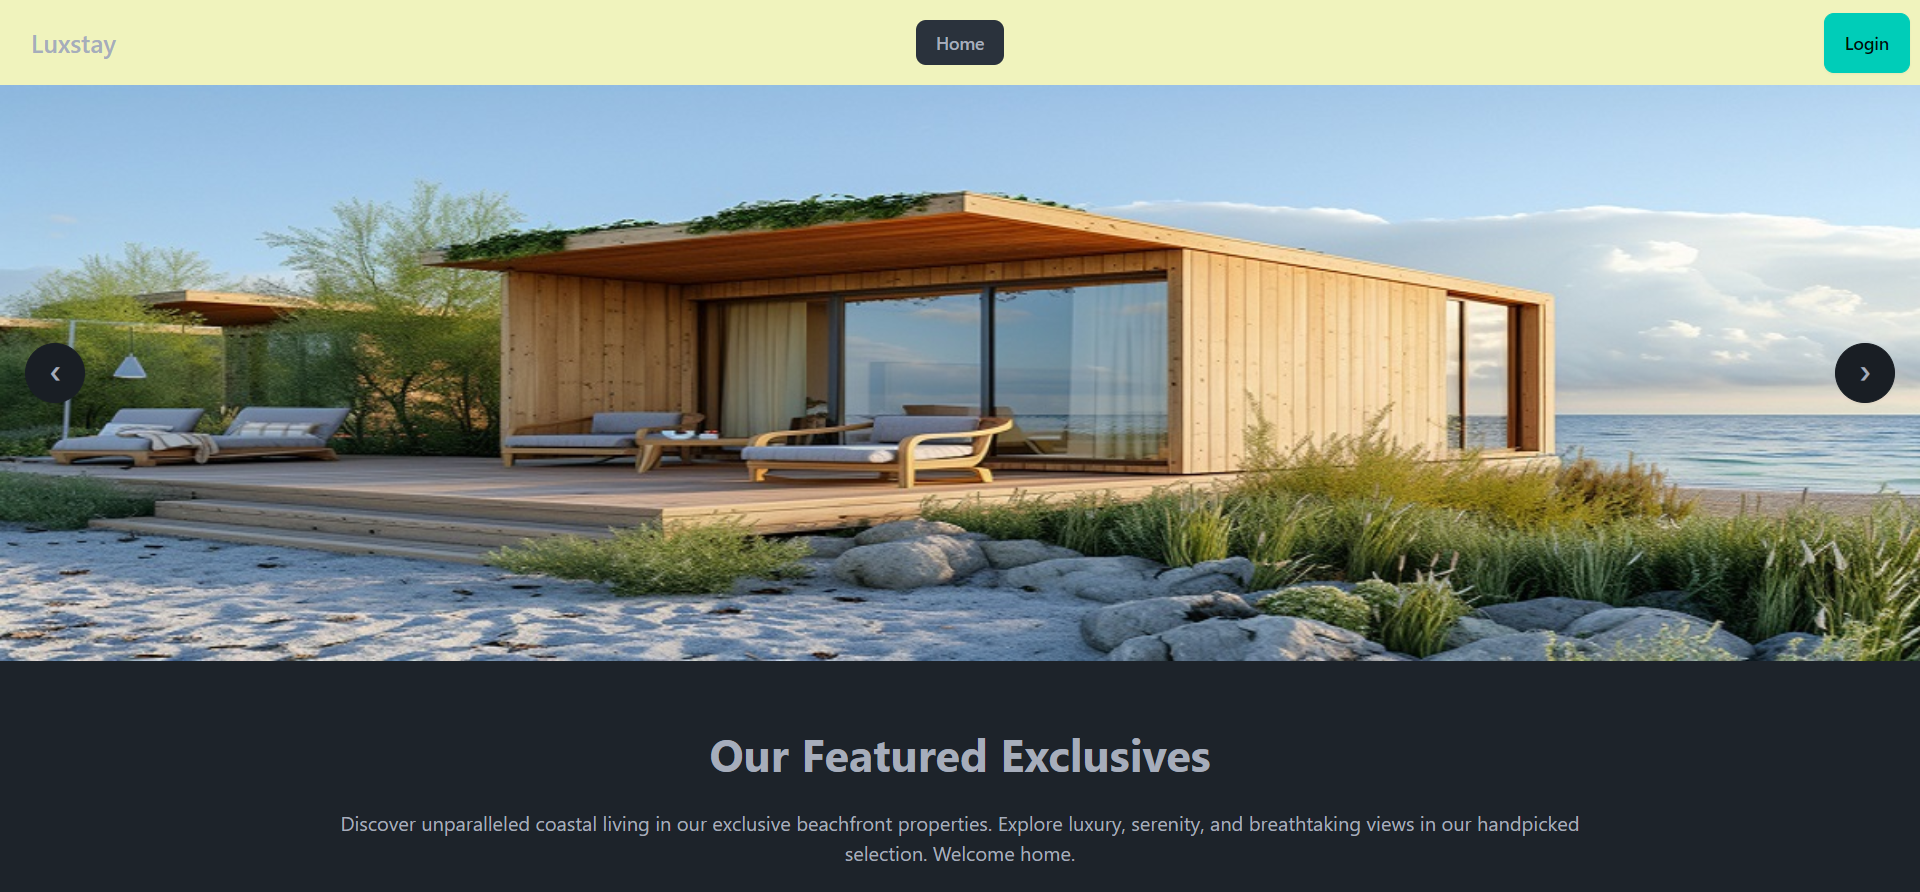 Luxstay
Home
Login
❮
❯
Our Featured Exclusives
Discover unparalleled coastal living in our exclusive beachfront properties. Explore luxury, serenity, and breathtaking views in our handpicked
selection. Welcome home.